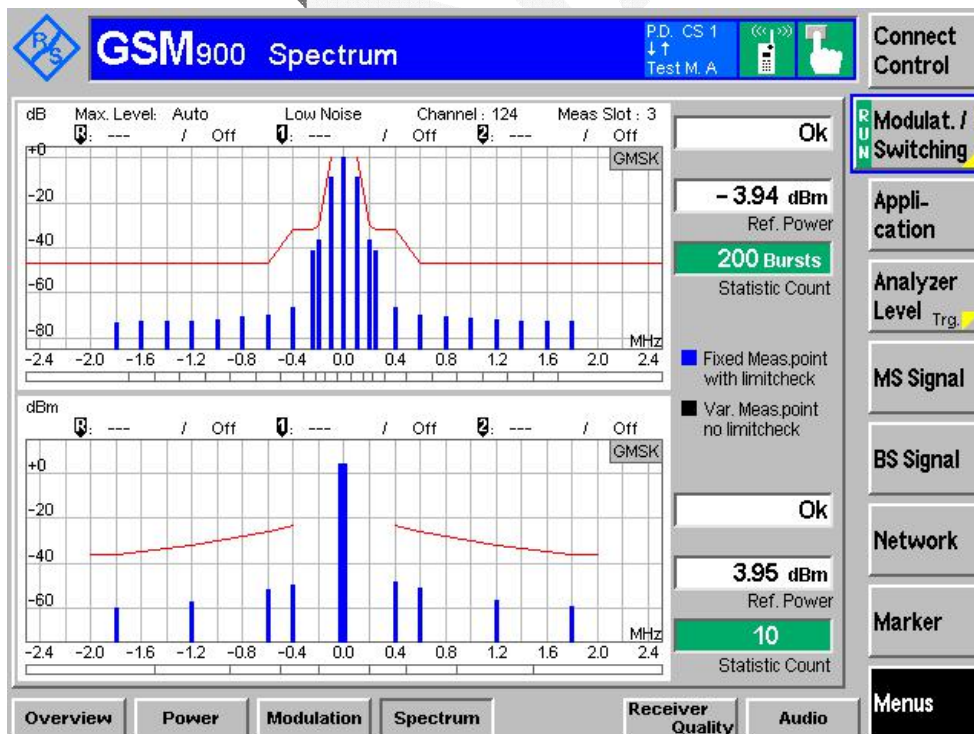 R/S
GSM900 Spectrum
P.D. CS 1
Test M. A
Connect Control
dB Max. Level: Auto Low Noise Channel : 124 Meas Slot : 3
R: --- / Off 1: --- / Off 2: --- / Off
GMSK
+0
-20
-40
-60
-80
MHz
-2.4 -2.0 -1.6 -1.2 -0.8 -0.4 0.0 0.4 0.8 1.2 1.6 2.0 2.4
Ok
– 3.94 dBm
Ref. Power
200 Bursts
Statistic Count
Fixed Meas.point
with limitcheck
Var. Meas.point
no limitcheck
dBm
R: --- / Off 1: --- / Off 2: --- / Off
GMSK
+0
-20
-40
-60
MHz
-2.4 -2.0 -1.6 -1.2 -0.8 -0.4 0.0 0.4 0.8 1.2 1.6 2.0 2.4
Ok
3.95 dBm
Ref. Power
10
Statistic Count
RUN
Modulat. /
Switching
Appli-
cation
Analyzer
Level Trg.
MS Signal
BS Signal
Network
Marker
Menus
Overview
Power
Modulation
Spectrum
Receiver
Quality
Audio